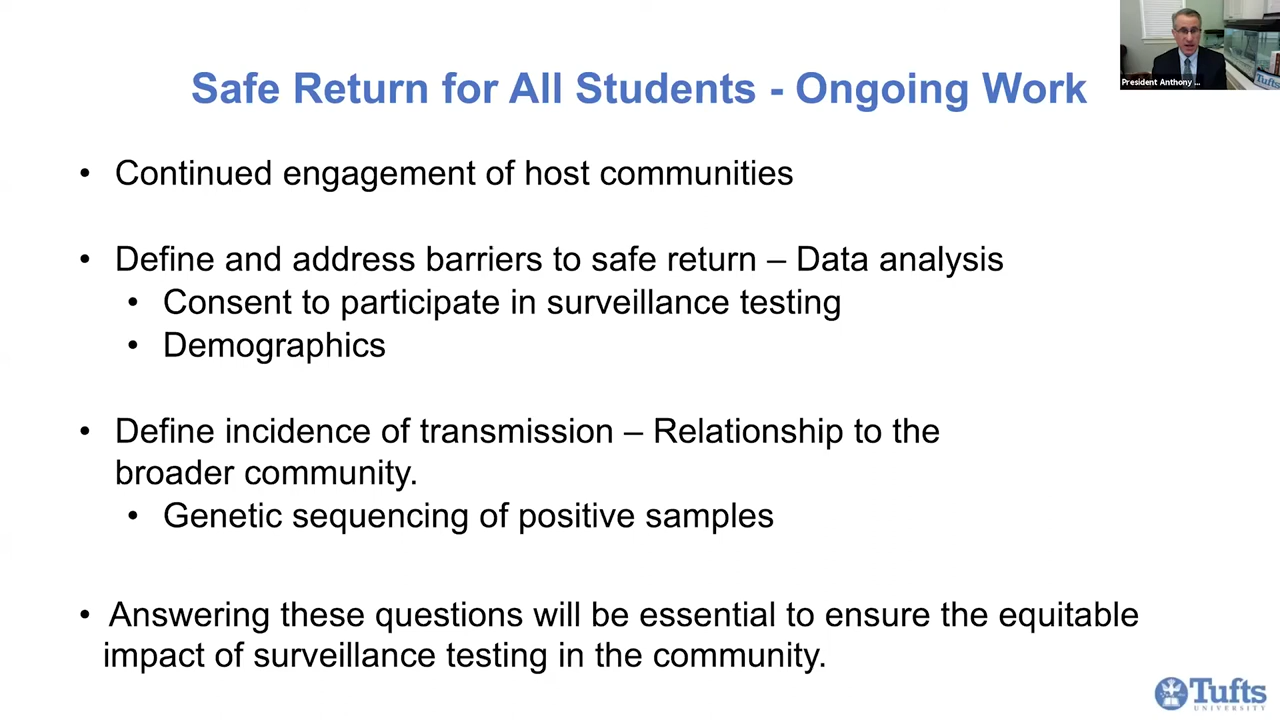 Safe Return for All Students - Ongoing Work
President Anthony ...
Tufts
• Continued engagement of host communities
• Define and address barriers to safe return – Data analysis
• Consent to participate in surveillance testing
• Demographics
• Define incidence of transmission – Relationship to the
broader community.
• Genetic sequencing of positive samples
• Answering these questions will be essential to ensure the equitable
impact of surveillance testing in the community.
Tufts
UNIVERSITY